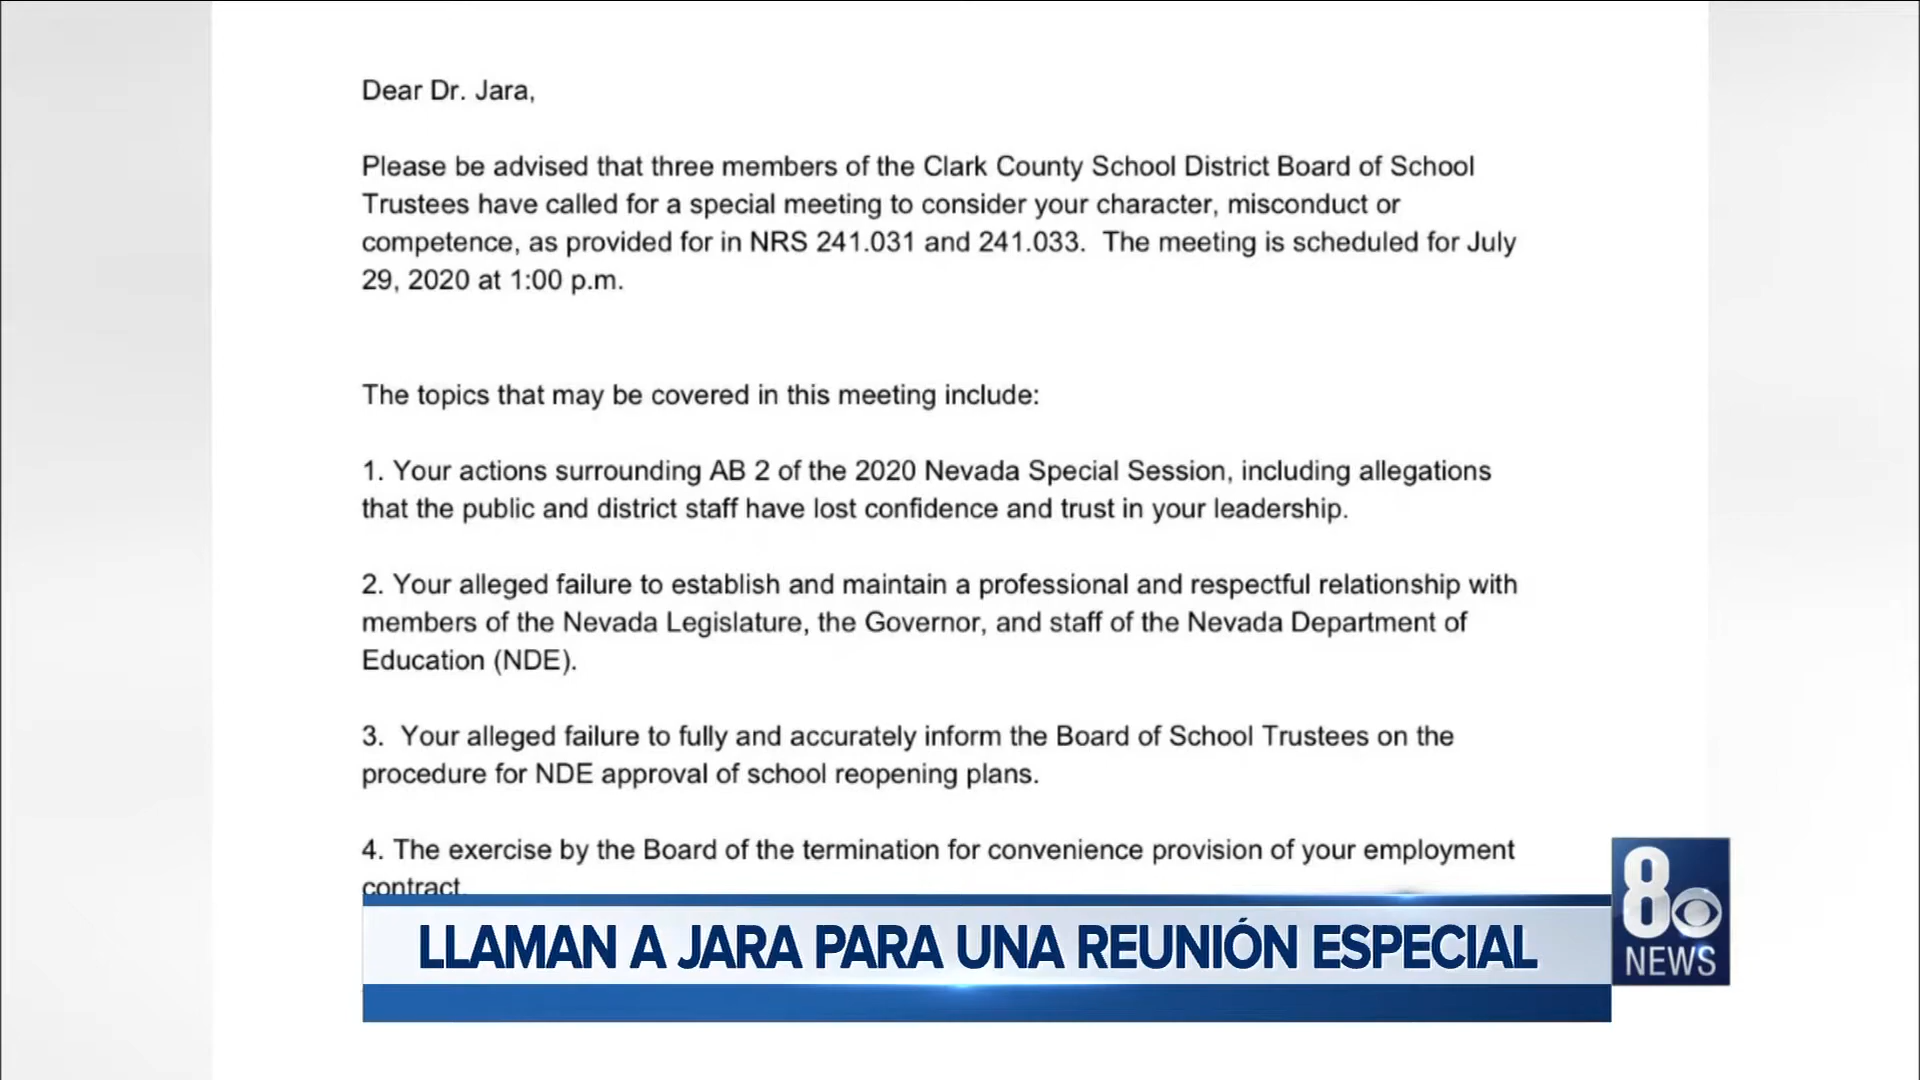 Dear Dr. Jara,
Please be advised that three members of the Clark County School District Board of School
Trustees have called for a special meeting to consider your character, misconduct or
competence, as provided for in NRS 241.031 and 241.033.  The meeting is scheduled for July
29, 2020 at 1:00 p.m.
The topics that may be covered in this meeting include:
1. Your actions surrounding AB 2 of the 2020 Nevada Special Session, including allegations
that the public and district staff have lost confidence and trust in your leadership.
2. Your alleged failure to establish and maintain a professional and respectful relationship with
members of the Nevada Legislature, the Governor, and staff of the Nevada Department of
Education (NDE).
3.  Your alleged failure to fully and accurately inform the Board of School Trustees on the
procedure for NDE approval of school reopening plans.
4. The exercise by the Board of the termination for convenience provision of your employment
contract.
LLAMAN A JARA PARA UNA REUNIÓN ESPECIAL
8
NEWS